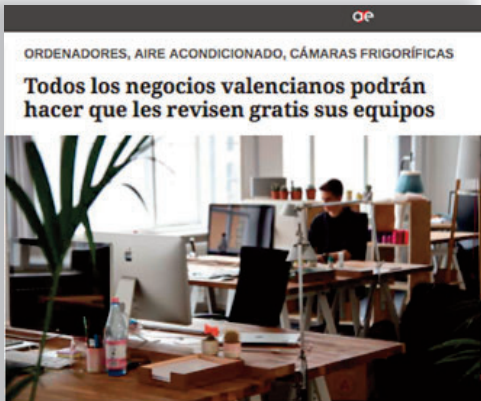 ae
ORDENADORES, AIRE ACONDICIONADO, CÁMARAS FRIGORÍFICAS
Todos los negocios valencianos podrán
hacer que les revisen gratis sus equipos